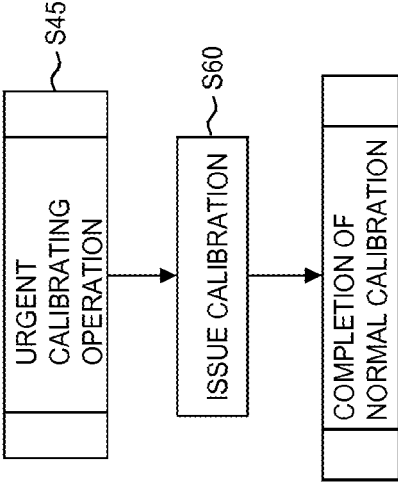 URGENT
CALIBRATING
OPERATION
S45
ISSUE CALIBRATION
S60
COMPLETION OF
NORMAL CALIBRATION